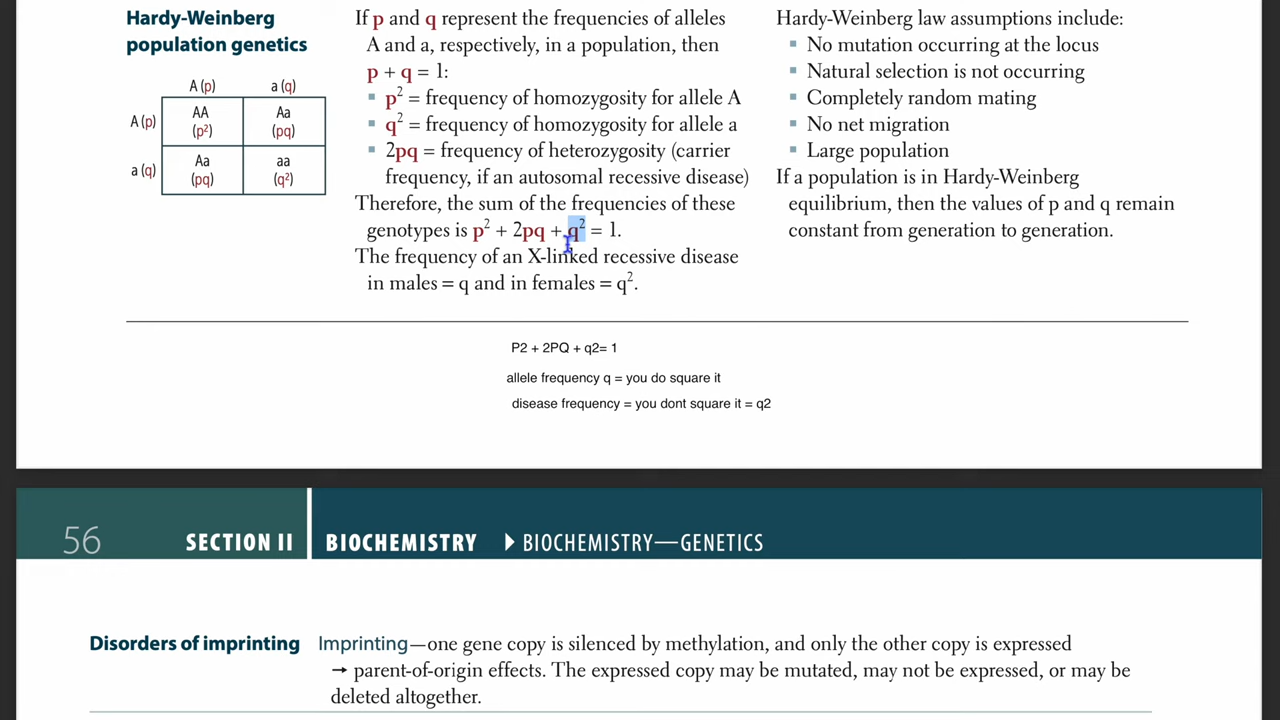 Hardy-Weinberg
population genetics
A (p)
a (q)
A (p)
AA
(p²)
Aa
(pq)
a (q)
Aa
(pq)
aa
(q²)
If p and q represent the frequencies of alleles
A and a, respectively, in a population, then
p + q = 1:
▪ p² = frequency of homozygosity for allele A
▪ q² = frequency of homozygosity for allele a
▪ 2pq = frequency of heterozygosity (carrier
frequency, if an autosomal recessive disease)
Therefore, the sum of the frequencies of these
genotypes is p² + 2pq + q² = 1.
The frequency of an X-linked recessive disease
in males = q and in females = q².
Hardy-Weinberg law assumptions include:
▪ No mutation occurring at the locus
▪ Natural selection is not occurring
▪ Completely random mating
▪ No net migration
▪ Large population
If a population is in Hardy-Weinberg
equilibrium, then the values of p and q remain
constant from generation to generation.
P2 + 2PQ + q2= 1
allele frequency q = you do square it
disease frequency = you dont square it = q2
56 SECTION II BIOCHEMISTRY ▶ BIOCHEMISTRY—GENETICS
Disorders of imprinting
Imprinting—one gene copy is silenced by methylation, and only the other copy is expressed
→ parent-of-origin effects. The expressed copy may be mutated, may not be expressed, or may be
deleted altogether.